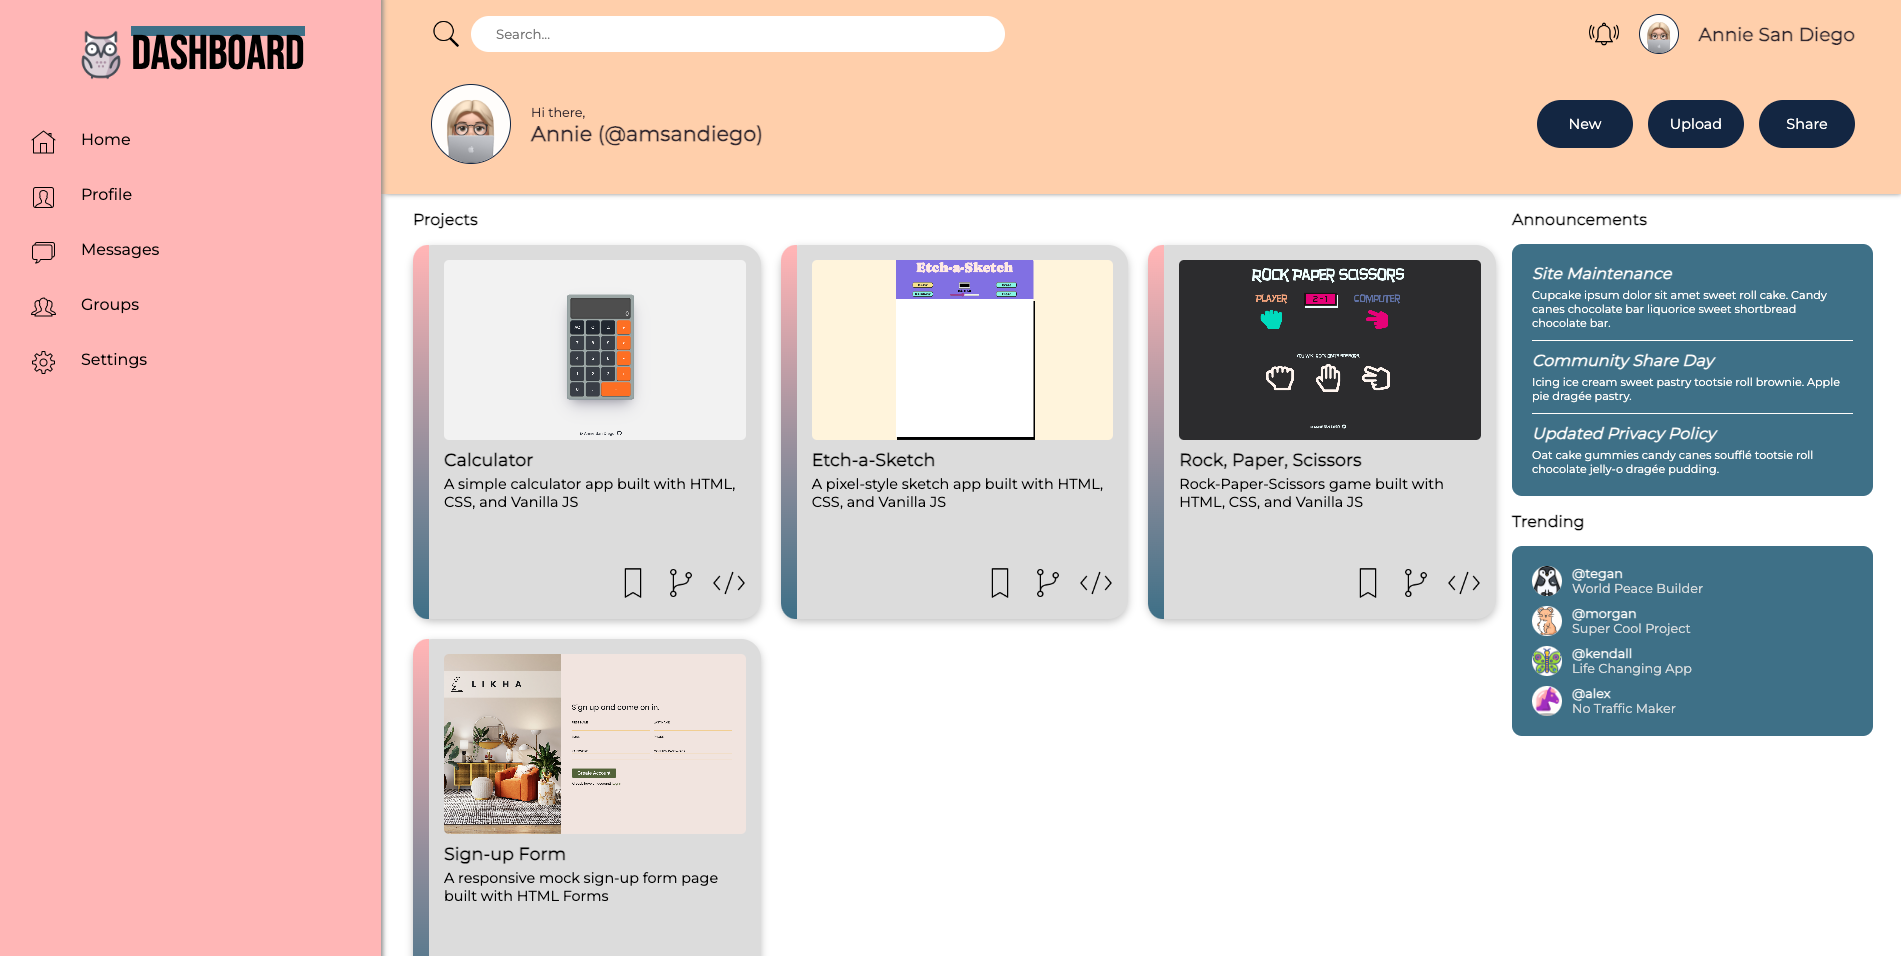 DASHBOARD
Home
Profile
Messages
Groups
Settings
Search...
Annie San Diego
Hi there,
Annie (@amsandiego)
New
Upload
Share
Projects
Calculator
A simple calculator app built with HTML,
CSS, and Vanilla JS
Etch-a-Sketch
Etch-a-Sketch
A pixel-style sketch app built with HTML,
CSS, and Vanilla JS
ROCK PAPER SCISSORS
PLAYER
2-1
COMPUTER
Rock, Paper, Scissors
Rock-Paper-Scissors game built with
HTML, CSS, and Vanilla JS
LIKHA
Sign up and come on in.
Create Account
Sign-up Form
A responsive mock sign-up form page
built with HTML Forms
Announcements
Site Maintenance
Cupcake ipsum dolor sit amet sweet roll cake. Candy
canes chocolate bar liquorice sweet shortbread
chocolate bar.
Community Share Day
Icing ice cream sweet pastry tootsie roll brownie. Apple
pie dragée pastry.
Updated Privacy Policy
Oat cake gummies candy canes soufflé tootsie roll
chocolate jelly-o dragée pudding.
Trending
@tegan
World Peace Builder
@morgan
Super Cool Project
@kendall
Life Changing App
@alex
No Traffic Maker